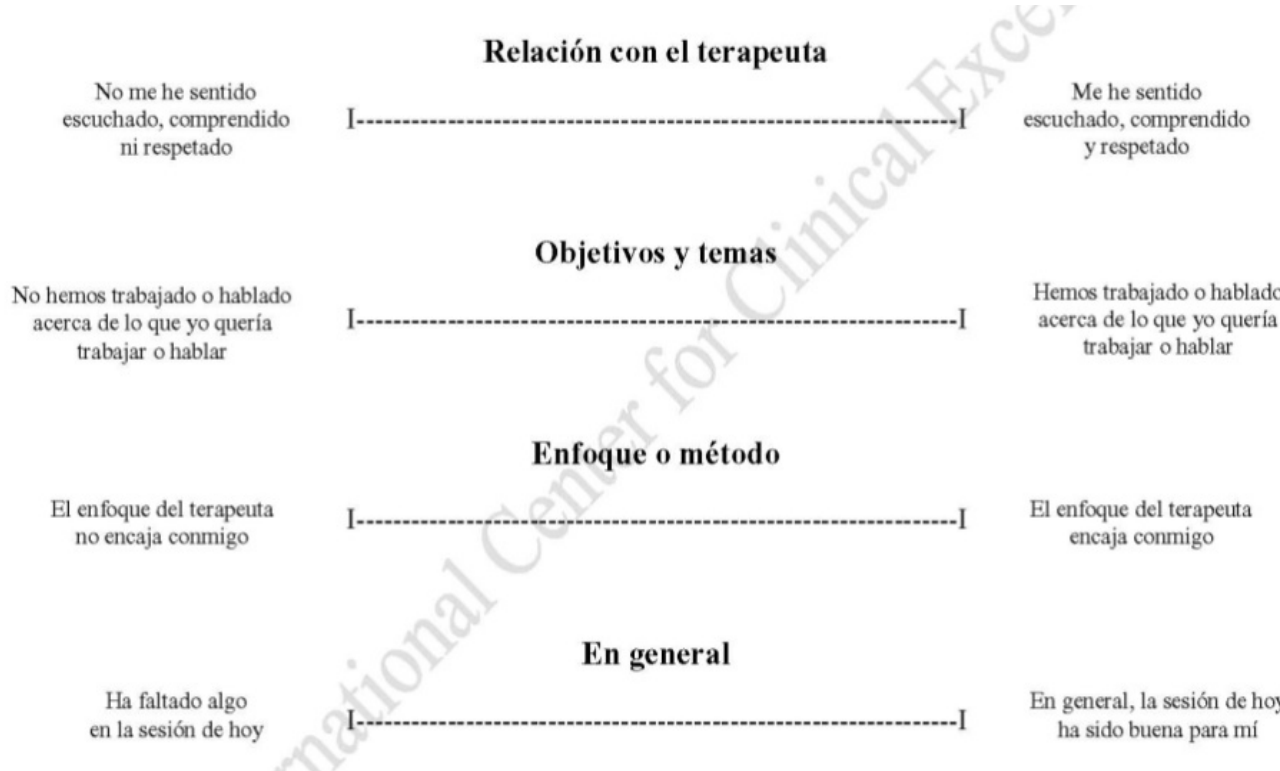 Relación con el terapeuta
No me he sentido
escuchado, comprendido
ni respetado
I------------------------------------------------------I
Me he sentido
escuchado, comprendido
y respetado
Objetivos y temas
No hemos trabajado o hablado
acerca de lo que yo quería
trabajar o hablar
I------------------------------------------------------I
Hemos trabajado o hablado
acerca de lo que yo quería
trabajar o hablar
Enfoque o método
El enfoque del terapeuta
no encaja conmigo
I------------------------------------------------------I
El enfoque del terapeuta
encaja conmigo
En general
Ha faltado algo
en la sesión de hoy
I------------------------------------------------------I
En general, la sesión de hoy
ha sido buena para mí
Center for Clinical